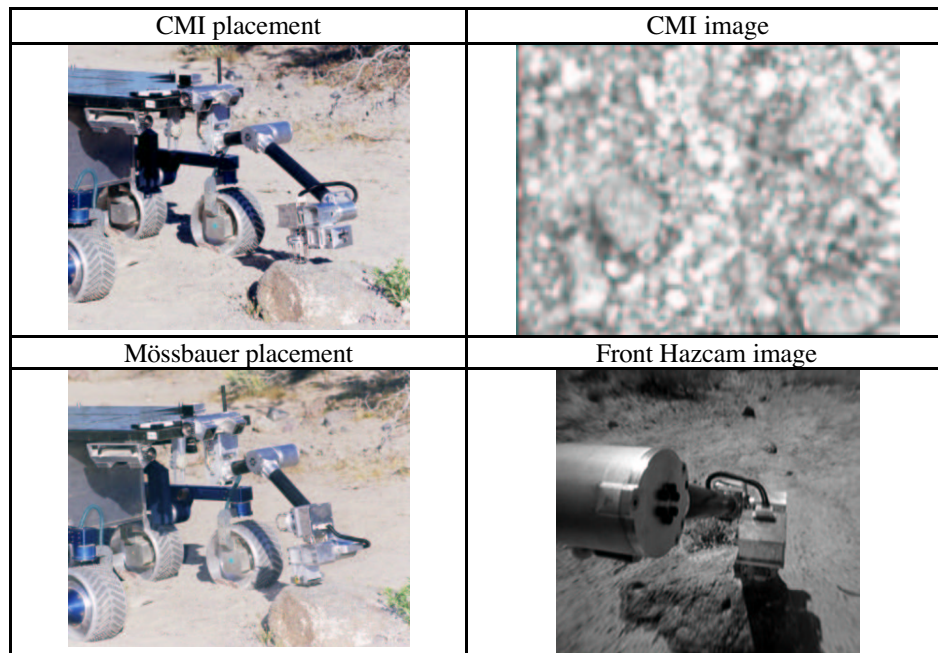 CMI placement
CMI image
Mössbauer placement
Front Hazcam image